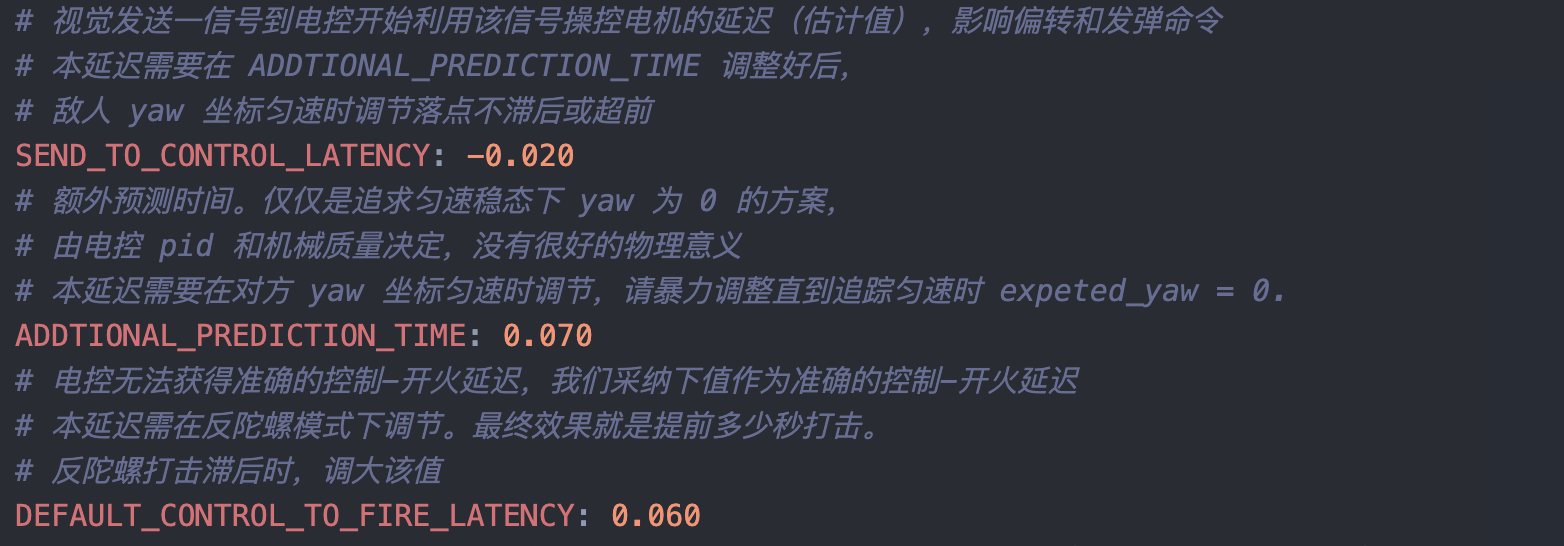 # 视觉发送一信号到电控开始利用该信号操控电机的延迟（估计值），影响偏转和发弹命令
# 本延迟需要在 ADDTIONAL_PREDICTION_TIME 调整好后，
# 敌人 yaw 坐标匀速时调节落点不滞后或超前
SEND_TO_CONTROL_LATENCY: -0.020
# 额外预测时间。仅仅是追求匀速稳态下 yaw 为 0 的方案，
# 由电控 pid 和机械质量决定，没有很好的物理意义
# 本延迟需要在对方 yaw 坐标匀速时调节，请暴力调整直到追踪匀速时 expeted_yaw = 0.
ADDTIONAL_PREDICTION_TIME: 0.070
# 电控无法获得准确的控制-开火延迟，我们采纳下值作为准确的控制-开火延迟
# 本延迟需在反陀螺模式下调节。最终效果就是提前多少秒打击。
# 反陀螺打击滞后时，调大该值
DEFAULT_CONTROL_TO_FIRE_LATENCY: 0.060